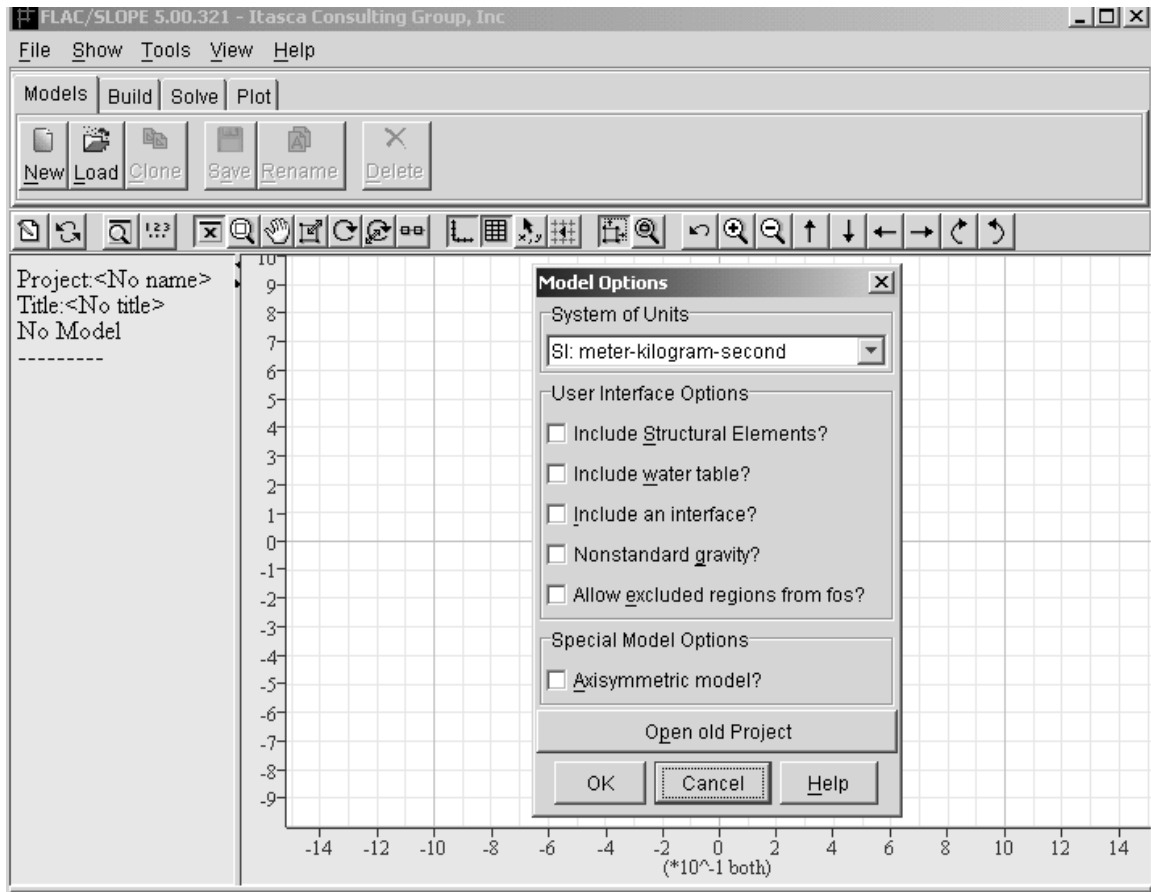 FLAC/SLOPE 5.00.321 - Itasca Consulting Group, Inc
File Show Tools View Help
Models Build Solve Plot
New Load Clone Save Rename Delete
1.2.3
x,y
Project:<No name>
Title:<No title>
No Model
---------
10
9
8
7
6
5
4
3
2
1
0
-1
-2
-3
-4
-5
-6
-7
-8
-9
-14 -12 -10 -8 -6 -4 -2 0 2 4 6 8 10 12 14
(*10^-1 both)
Model Options
System of Units
SI: meter-kilogram-second
User Interface Options
Include Structural Elements?
Include water table?
Include an interface?
Nonstandard gravity?
Allow excluded regions from fos?
Special Model Options
Axisymmetric model?
Open old Project
OK Cancel Help